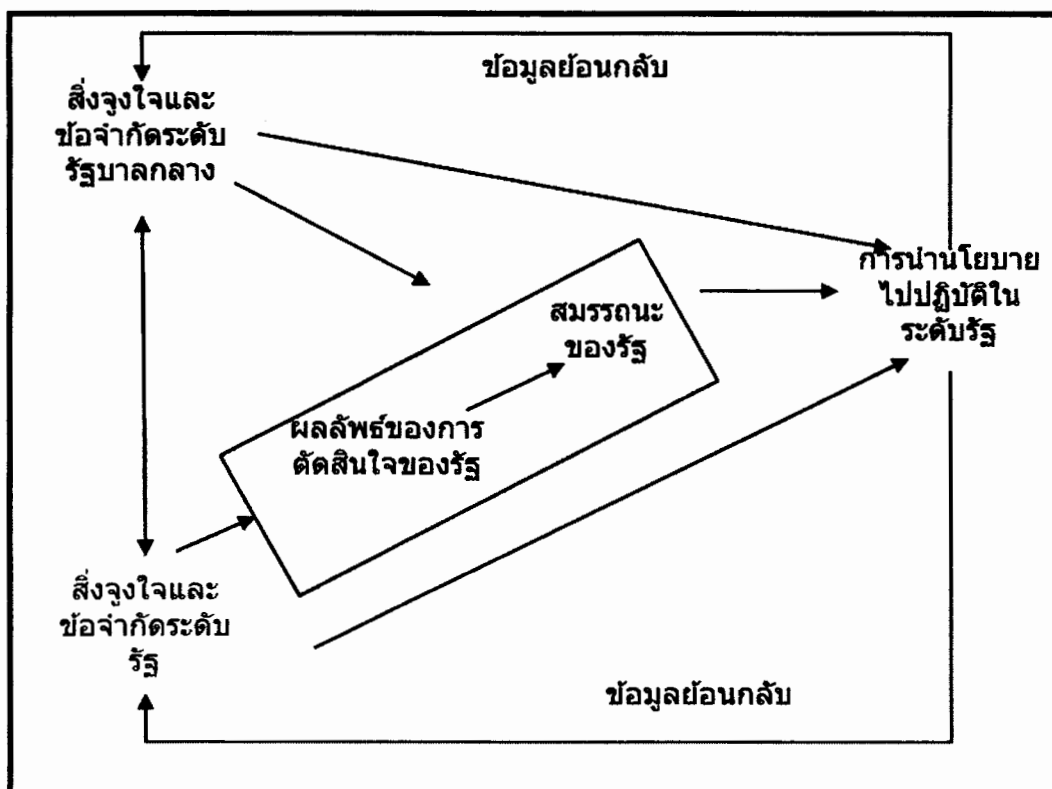 ข้อมูลย้อนกลับ
สิ่งจูงใจและ
ข้อจำกัดระดับ
รัฐบาลกลาง
การนำนโยบาย
ไปปฏิบัติใน
ระดับรัฐ
สมรรถนะ
ของรัฐ
ผลลัพธ์ของการ
ตัดสินใจของรัฐ
สิ่งจูงใจและ
ข้อจำกัดระดับ
รัฐ
ข้อมูลย้อนกลับ